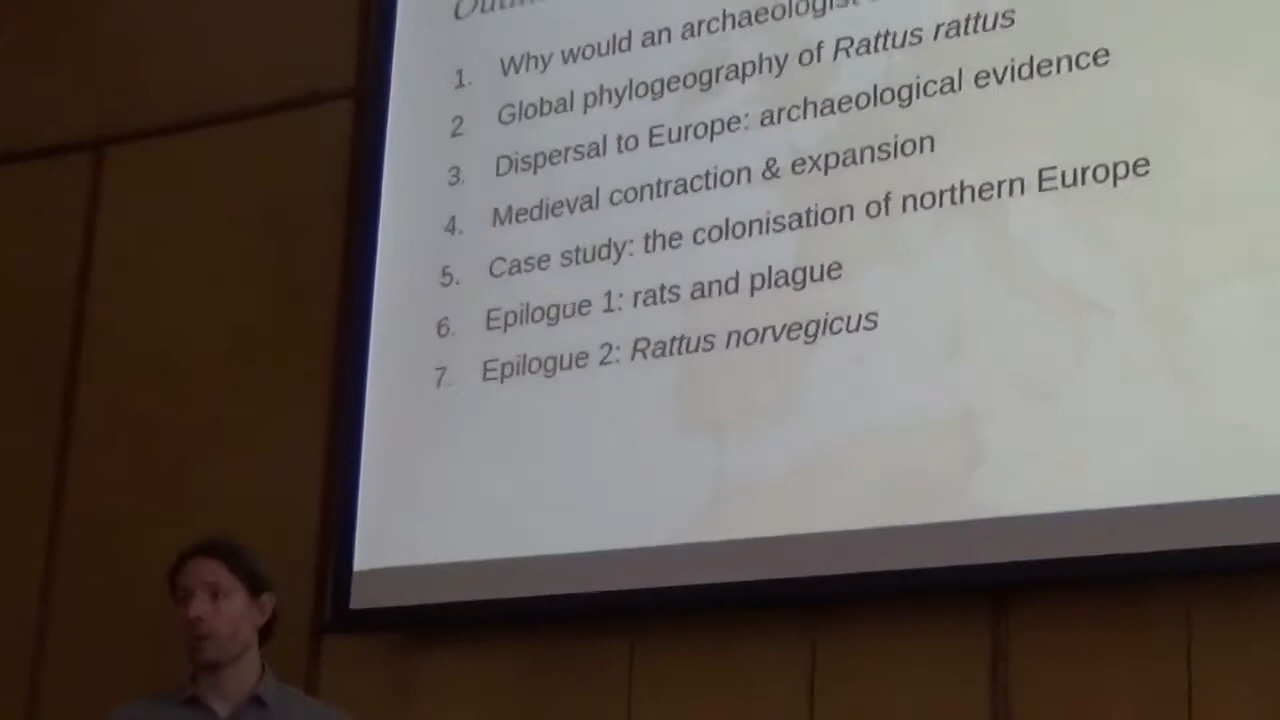 1. Why would an archaeologist
2 Global phylogeography of Rattus rattus
3. Dispersal to Europe: archaeological evidence
4. Medieval contraction & expansion
5. Case study: the colonisation of northern Europe
6. Epilogue 1: rats and plague
7. Epilogue 2: Rattus norvegicus